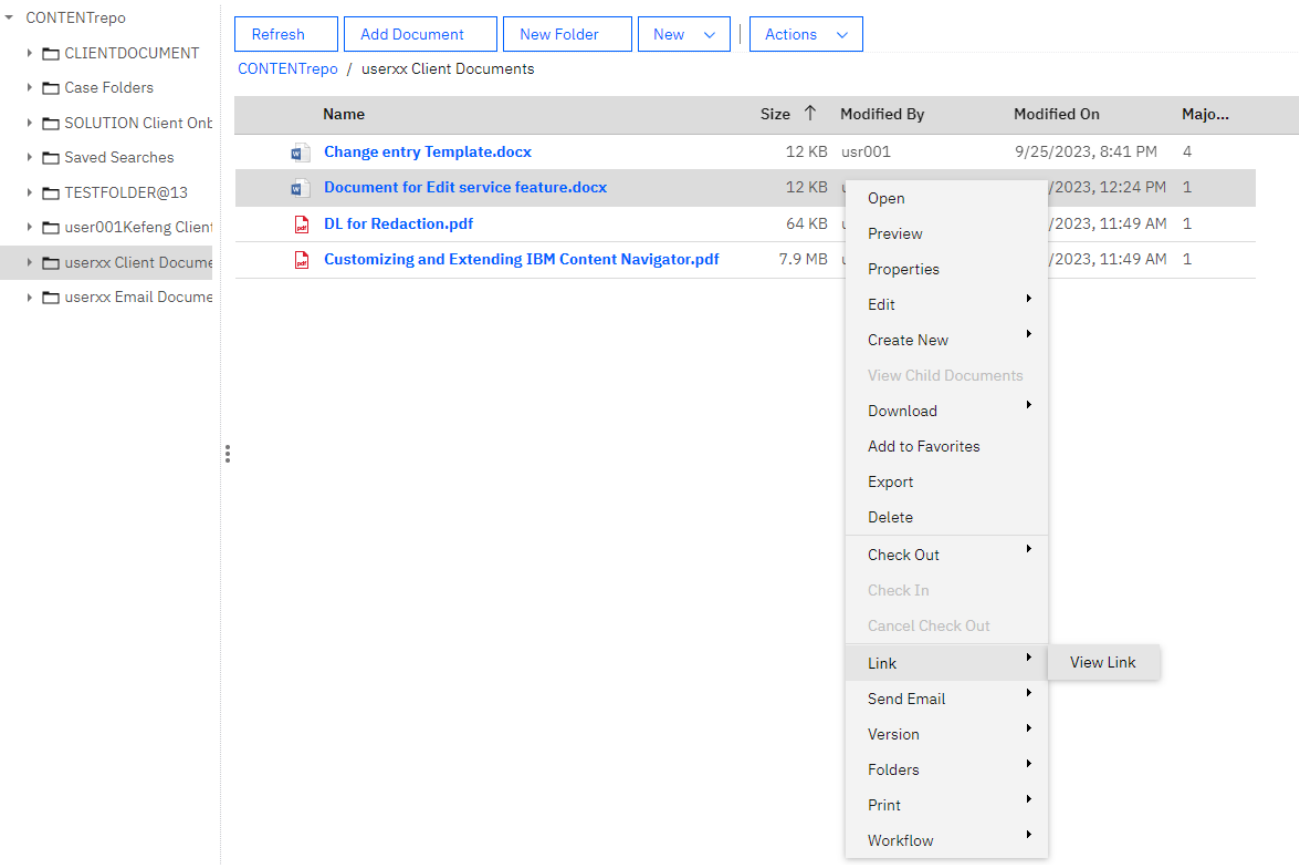 CONTENTrepo
CLIENTDOCUMENT
Case Folders
SOLUTION Client Onb
Saved Searches
TESTFOLDER@13
user001Kefeng Client
userxx Client Docume
userxx Email Docume
Refresh Add Document New Folder New Actions
CONTENTrepo / userxx Client Documents
Name Size Modified By Modified On Majo...
Change entry Template.docx 12 KB usr001 9/25/2023, 8:41 PM 4
Document for Edit service feature.docx 12 KB /2023, 12:24 PM 1
DL for Redaction.pdf 64 KB /2023, 11:49 AM 1
Customizing and Extending IBM Content Navigator.pdf 7.9 MB /2023, 11:49 AM 1
Open
Preview
Properties
Edit
Create New
View Child Documents
Download
Add to Favorites
Export
Delete
Check Out
Check In
Cancel Check Out
Link View Link
Send Email
Version
Folders
Print
Workflow